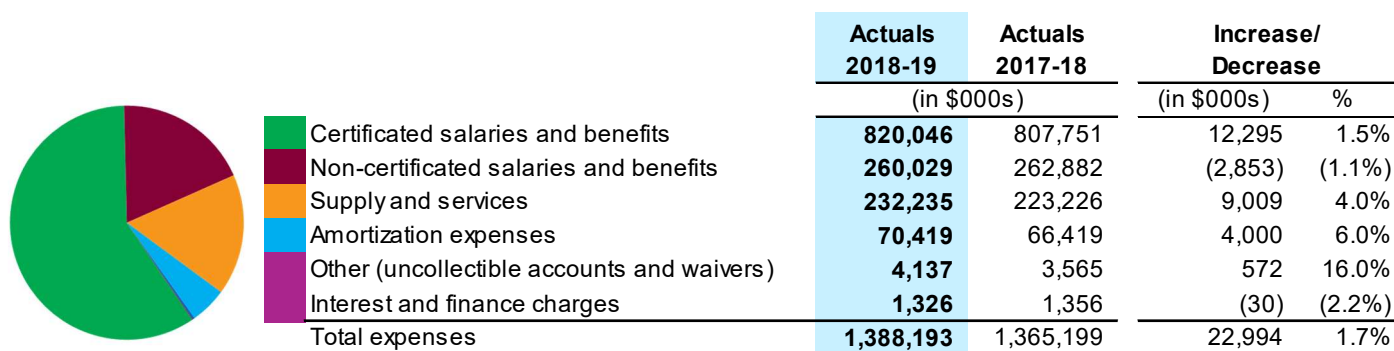 Actuals Actuals Increase/
2018-19 2017-18 Decrease
(in $000s) (in $000s) %
Certificated salaries and benefits 820,046 807,751 12,295 1.5%
Non-certificated salaries and benefits 260,029 262,882 (2,853) (1.1%)
Supply and services 232,235 223,226 9,009 4.0%
Amortization expenses 70,419 66,419 4,000 6.0%
Other (uncollectible accounts and waivers) 4,137 3,565 572 16.0%
Interest and finance charges 1,326 1,356 (30) (2.2%)
Total expenses 1,388,193 1,365,199 22,994 1.7%